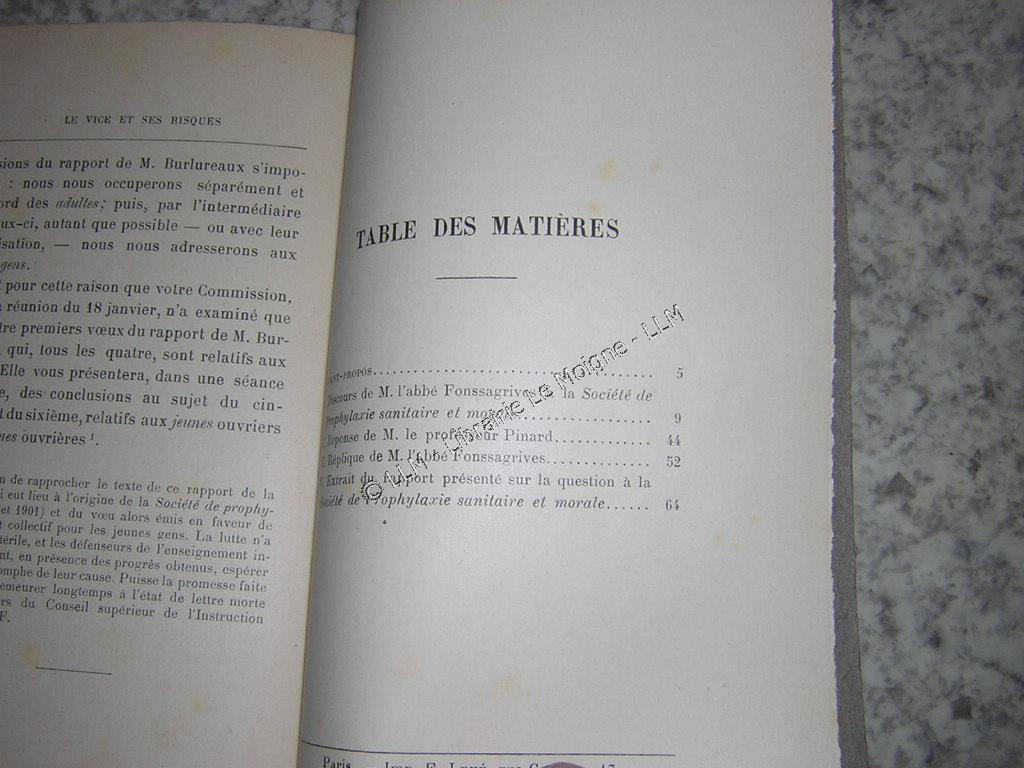 LE VICE ET SES RISQUES
sions du rapport de M. Burlureaux s'impo-
: nous nous occuperons séparément et
ord des adultes; puis, par l'intermédiaire
ux-ci, autant que possible — ou avec leur
isation, — nous nous adresserons aux
gens.
pour cette raison que votre Commission,
réunion du 18 janvier, n'a examiné que
tre premiers vœux du rapport de M. Bur-
, qui, tous les quatre, sont relatifs aux
Elle vous présentera, dans une séance
e, des conclusions au sujet du cin-
t du sixième, relatifs aux jeunes ouvriers
nes ouvrières 1.
n de rapprocher le texte de ce rapport de la
i eut lieu à l'origine de la Société de prophy-
et 1901) et du vœu alors émis en faveur de
t collectif pour les jeunes gens. La lutte n'a
térile, et les défenseurs de l'enseignement in-
nt, en présence des progrès obtenus, espérer
omphe de leur cause. Puisse la promesse faite
emeurer longtemps à l'état de lettre morte
rs du Conseil supérieur de l'Instruction
F.
TABLE DES MATIÈRES
ANT-PROPOS 5
Discours de M. l'abbé Fonssagrives à la Société de
Prophylaxie sanitaire et morale 9
Réponse de M. le professeur Pinard 44
Réplique de M. l'abbé Fonssagrives 52
Extrait du rapport présenté sur la question à la
Société de Prophylaxie sanitaire et morale 64
© LLM - Librairie Le Moigne - LLM
Paris. — Imp. E. Levé, rue 17